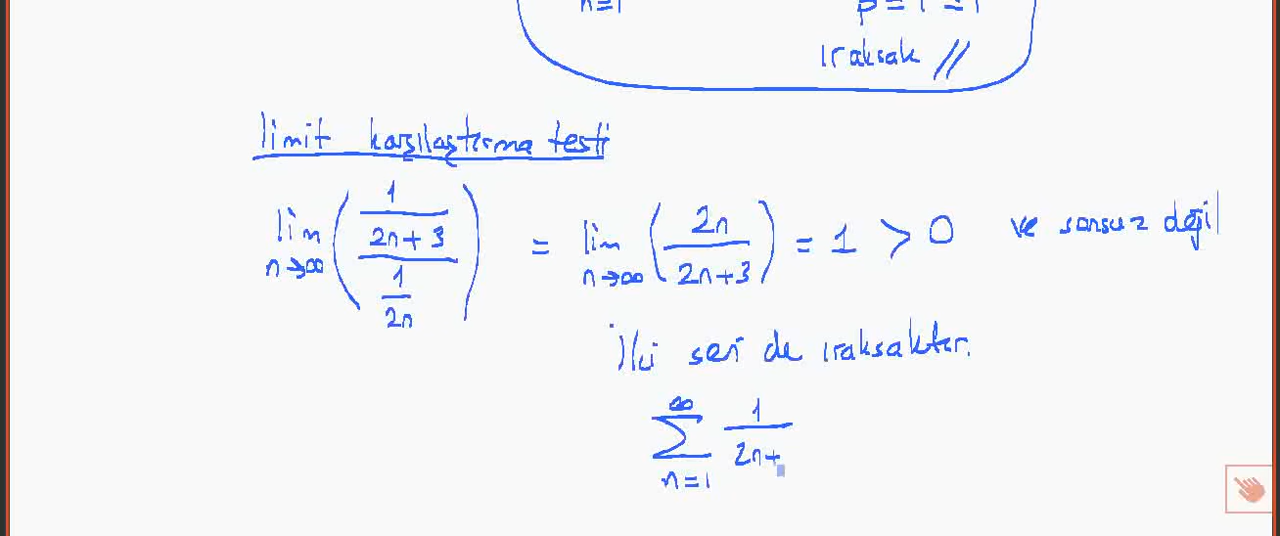 n=1 p=1=1
ıraksak //
limit karşılaştırma testi
lim n→∞ ( (1/(2n+3)) / (1/2n) ) = lim n→∞ ( 2n/(2n+3) ) = 1 > 0 ve sonsuz değil
İki seri de ıraksaktır.
∞ ∑ n=1 1/(2n+